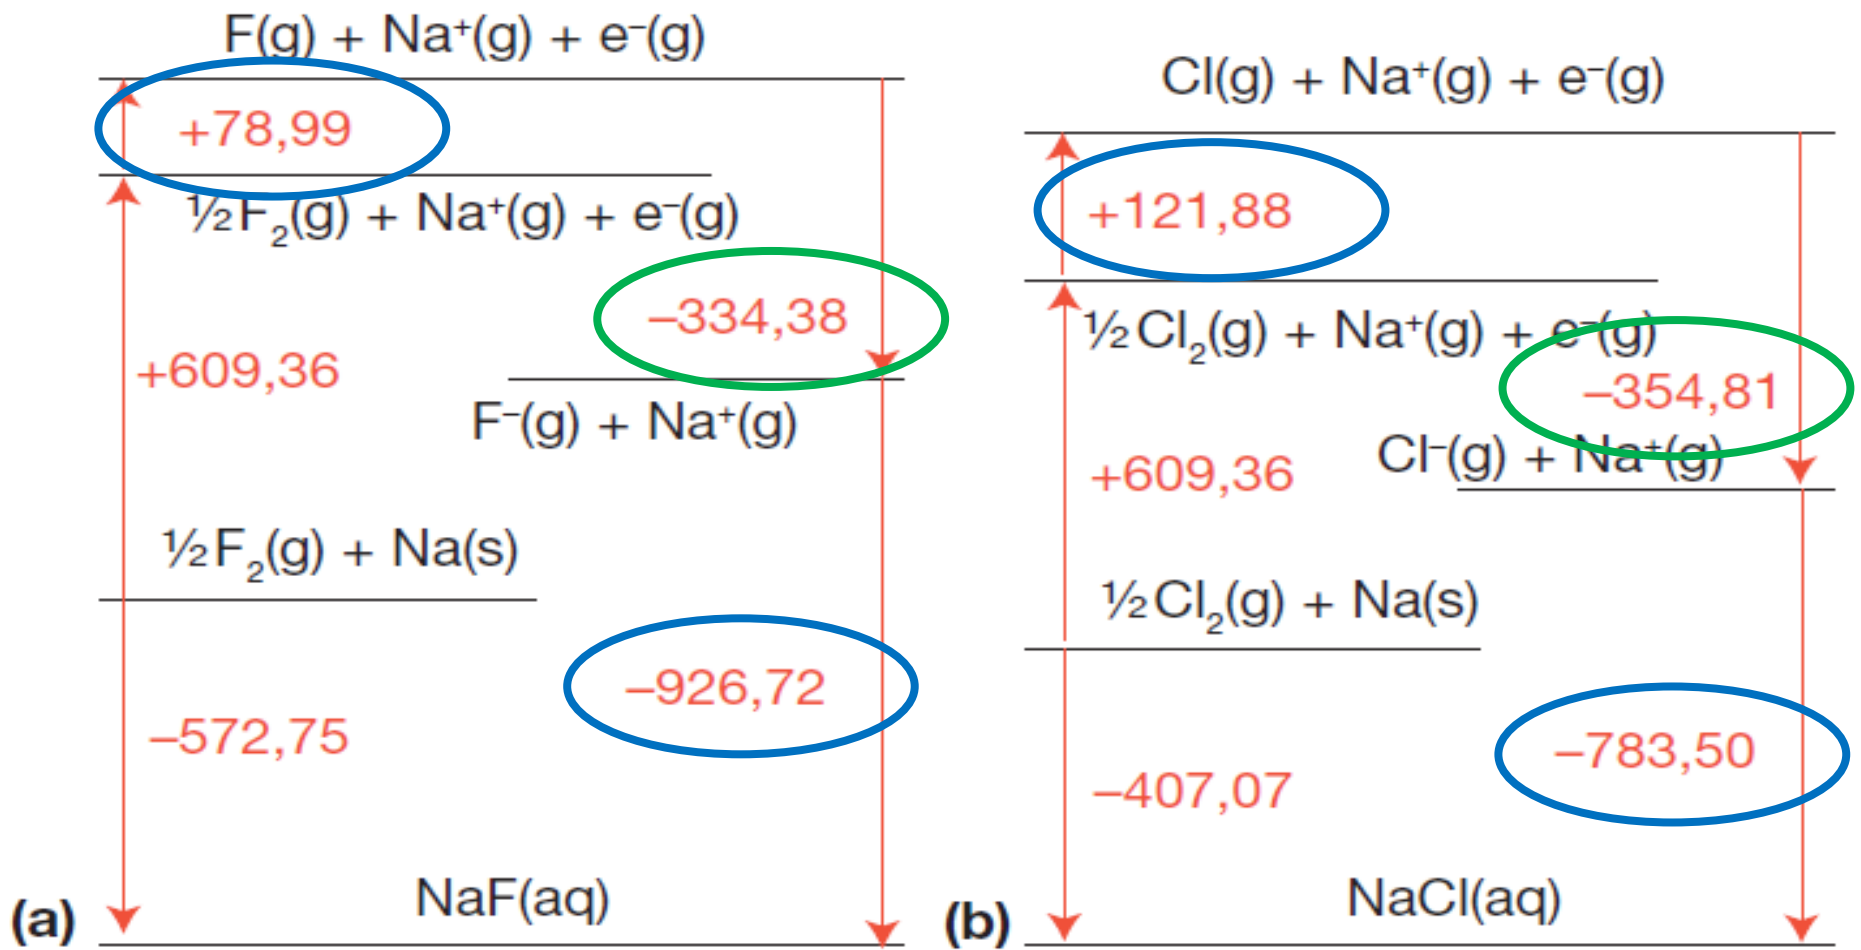 F(g) + Na⁺(g) + e⁻(g)
+78,99
½F₂(g) + Na⁺(g) + e⁻(g)
–334,38
+609,36
F⁻(g) + Na⁺(g)
½F₂(g) + Na(s)
–926,72
–572,75
NaF(aq)
(a)
Cl(g) + Na⁺(g) + e⁻(g)
+121,88
½Cl₂(g) + Na⁺(g) + e⁻(g)
–354,81
Cl⁻(g) + Na⁺(g)
+609,36
½Cl₂(g) + Na(s)
–783,50
–407,07
NaCl(aq)
(b)